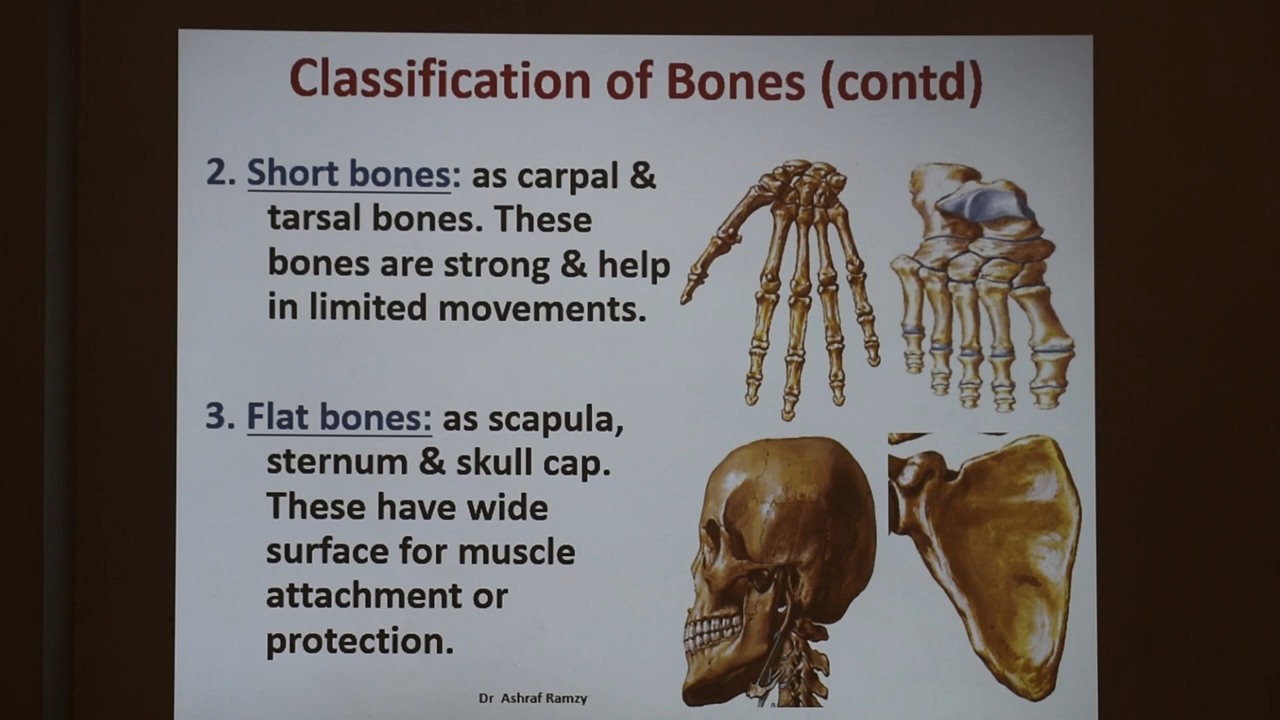 Classification of Bones (contd)
2. Short bones: as carpal &
tarsal bones. These
bones are strong & help
in limited movements.
3. Flat bones: as scapula,
sternum & skull cap.
These have wide
surface for muscle
attachment or
protection.
Dr Ashraf Ramzy